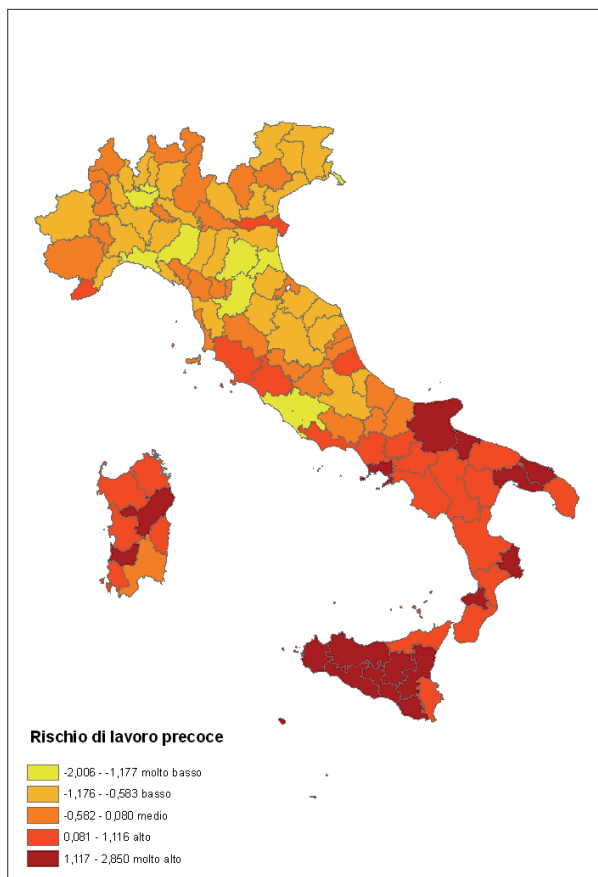 Rischio di lavoro precoce
-2,006 - -1,177 molto basso
-1,176 - -0,583 basso
-0,582 - 0,080 medio
0,081 - 1,116 alto
1,117 - 2,850 molto alto